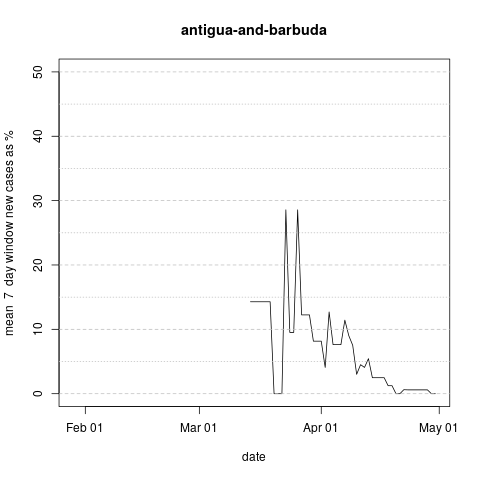 antigua-and-barbuda
mean  7  day window new cases as %
50
40
30
20
10
0
Feb 01
Mar 01
Apr 01
May 01
date